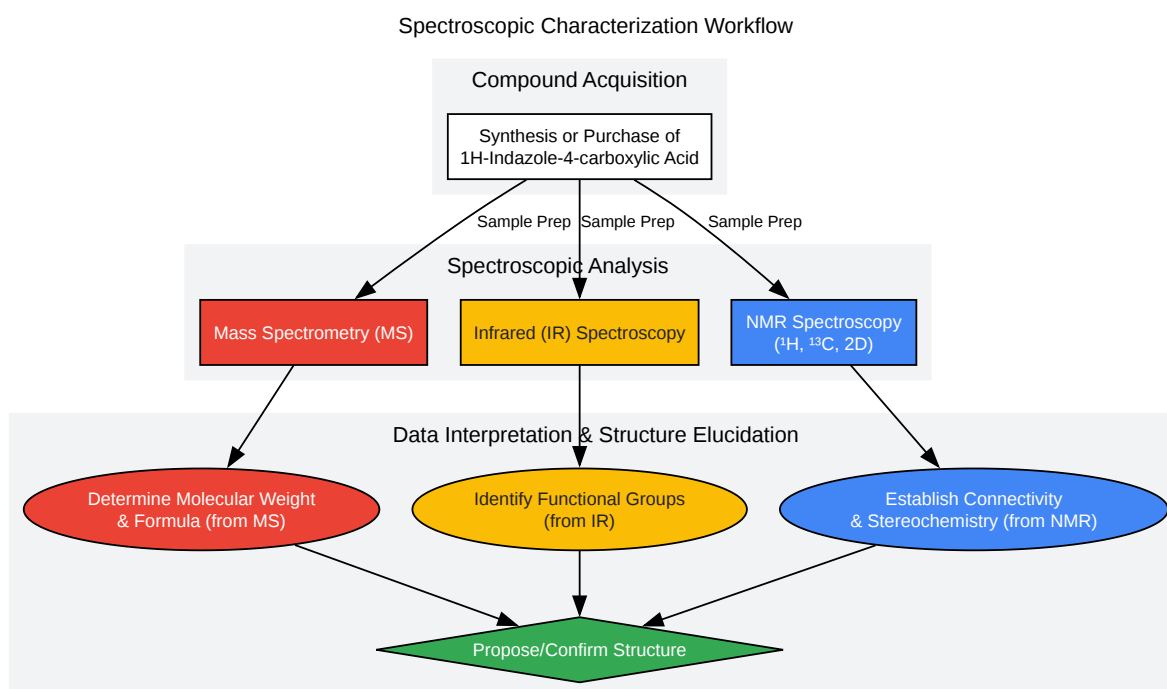 Spectroscopic Characterization Workflow
Compound Acquisition
Synthesis or Purchase of
1H-Indazole-4-carboxylic Acid
Sample Prep
Sample Prep
Sample Prep
Spectroscopic Analysis
Mass Spectrometry (MS)
Infrared (IR) Spectroscopy
NMR Spectroscopy
(¹H, ¹³C, 2D)
Data Interpretation & Structure Elucidation
Determine Molecular Weight
& Formula (from MS)
Identify Functional Groups
(from IR)
Establish Connectivity
& Stereochemistry (from NMR)
Propose/Confirm Structure